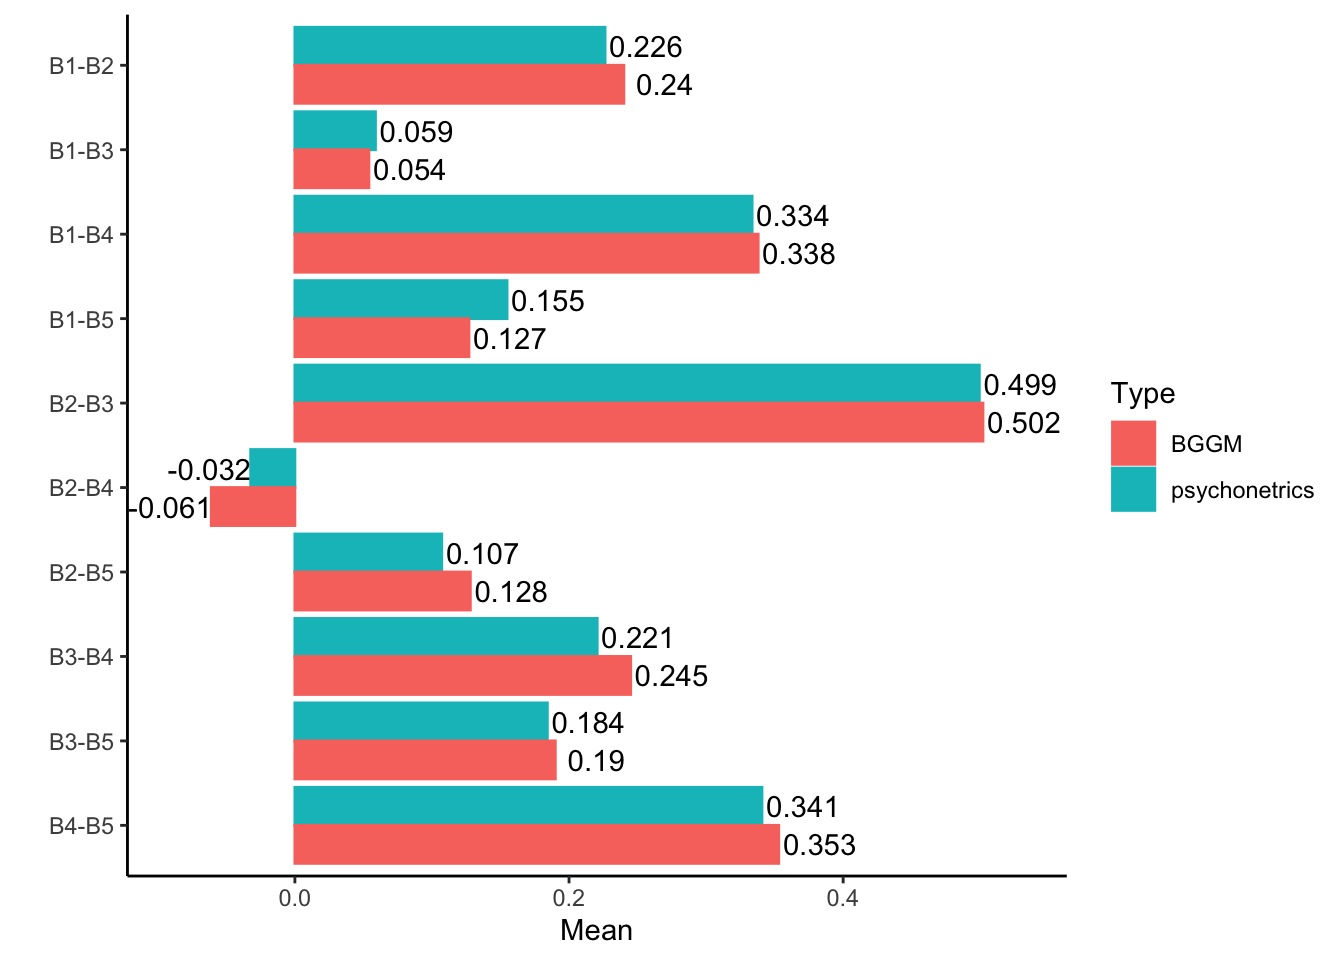 B1-B2
0.226
0.24
B1-B3
0.059
0.054
B1-B4
0.334
0.338
B1-B5
0.155
0.127
B2-B3
0.499
0.502
B2-B4
-0.032
-0.061
B2-B5
0.107
0.128
B3-B4
0.221
0.245
B3-B5
0.184
0.19
B4-B5
0.341
0.353
0.0 0.2 0.4
Mean
Type
BGGM
psychonetrics